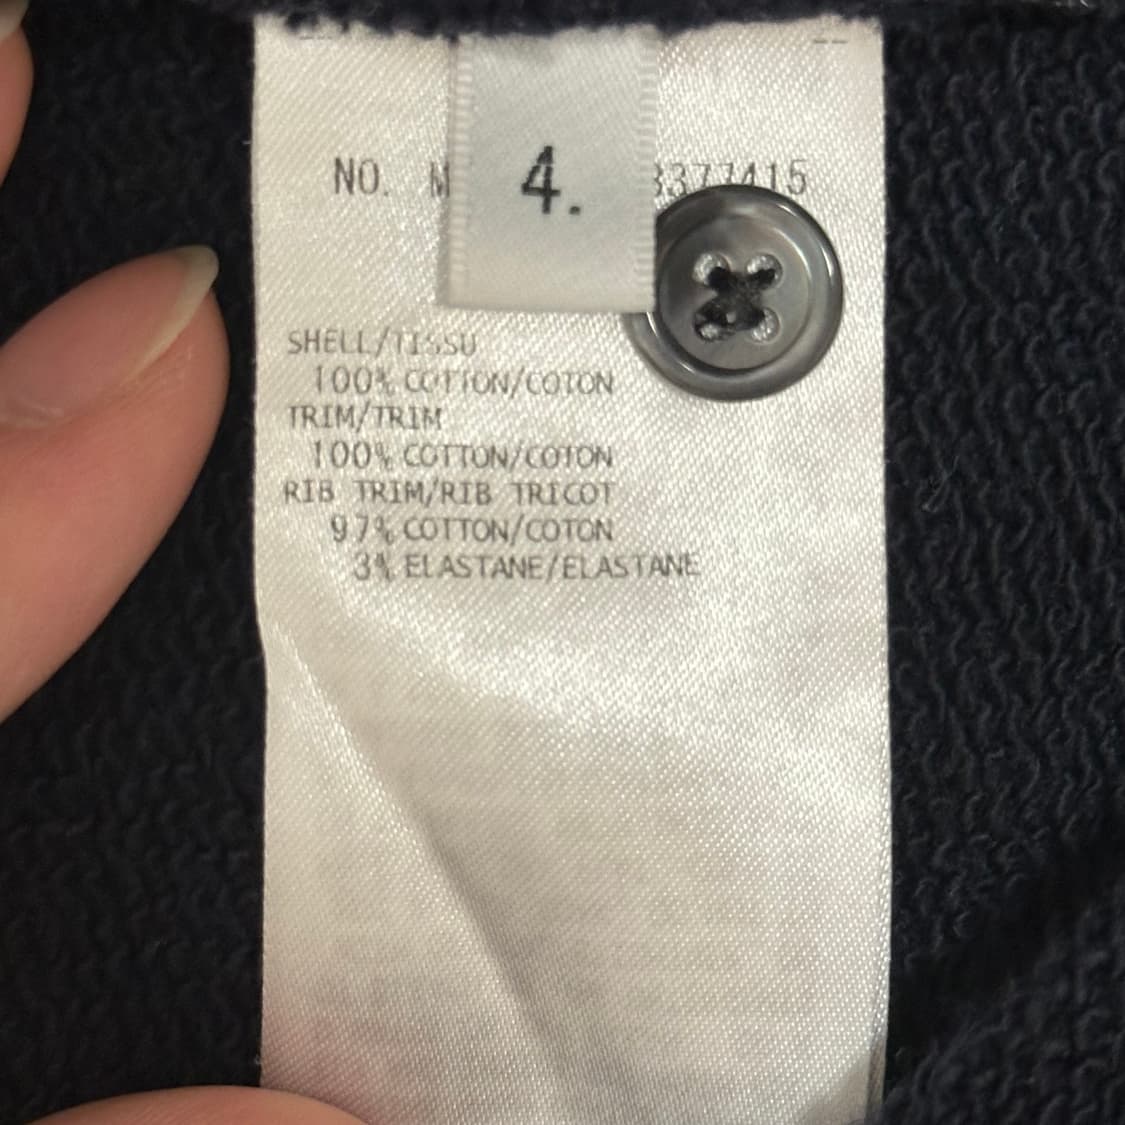 NO. M 3377415
4.
SHELL/TISSU
100% COTTON/COTON
TRIM/TRIM
100% COTTON/COTON
RIB TRIM/RIB TRICOT
97% COTTON/COTON
3% ELASTANE/ELASTANE